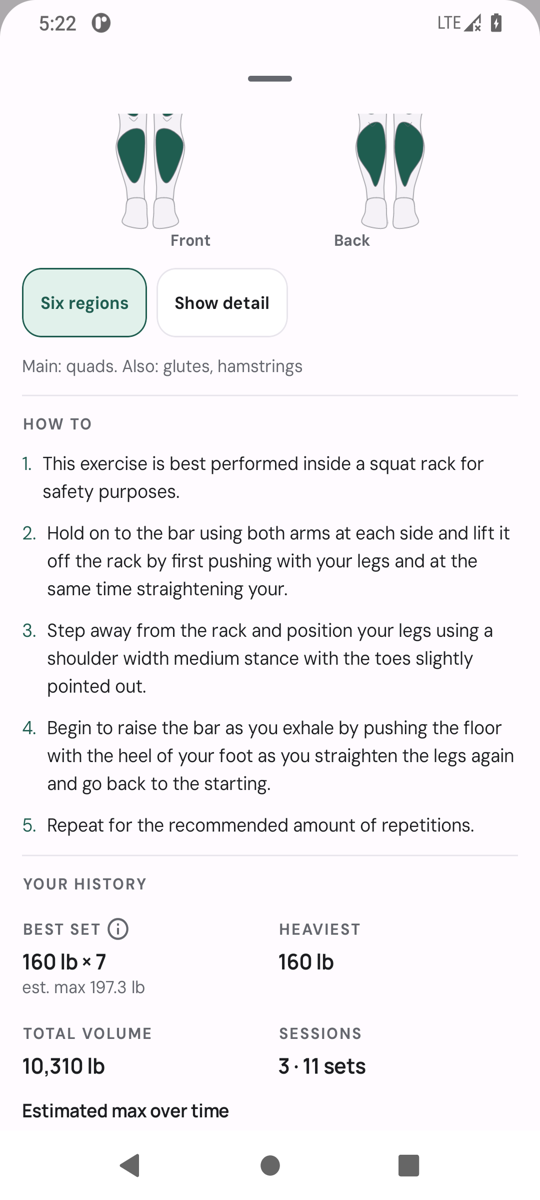 5:22
LTE
Front
Back
Six regions
Show detail
Main: quads. Also: glutes, hamstrings
HOW TO
1. This exercise is best performed inside a squat rack for
safety purposes.
2. Hold on to the bar using both arms at each side and lift it
off the rack by first pushing with your legs and at the
same time straightening your.
3. Step away from the rack and position your legs using a
shoulder width medium stance with the toes slightly
pointed out.
4. Begin to raise the bar as you exhale by pushing the floor
with the heel of your foot as you straighten the legs again
and go back to the starting.
5. Repeat for the recommended amount of repetitions.
YOUR HISTORY
BEST SET
160 lb × 7
est. max 197.3 lb
HEAVIEST
160 lb
TOTAL VOLUME
10,310 lb
SESSIONS
3 · 11 sets
Estimated max over time